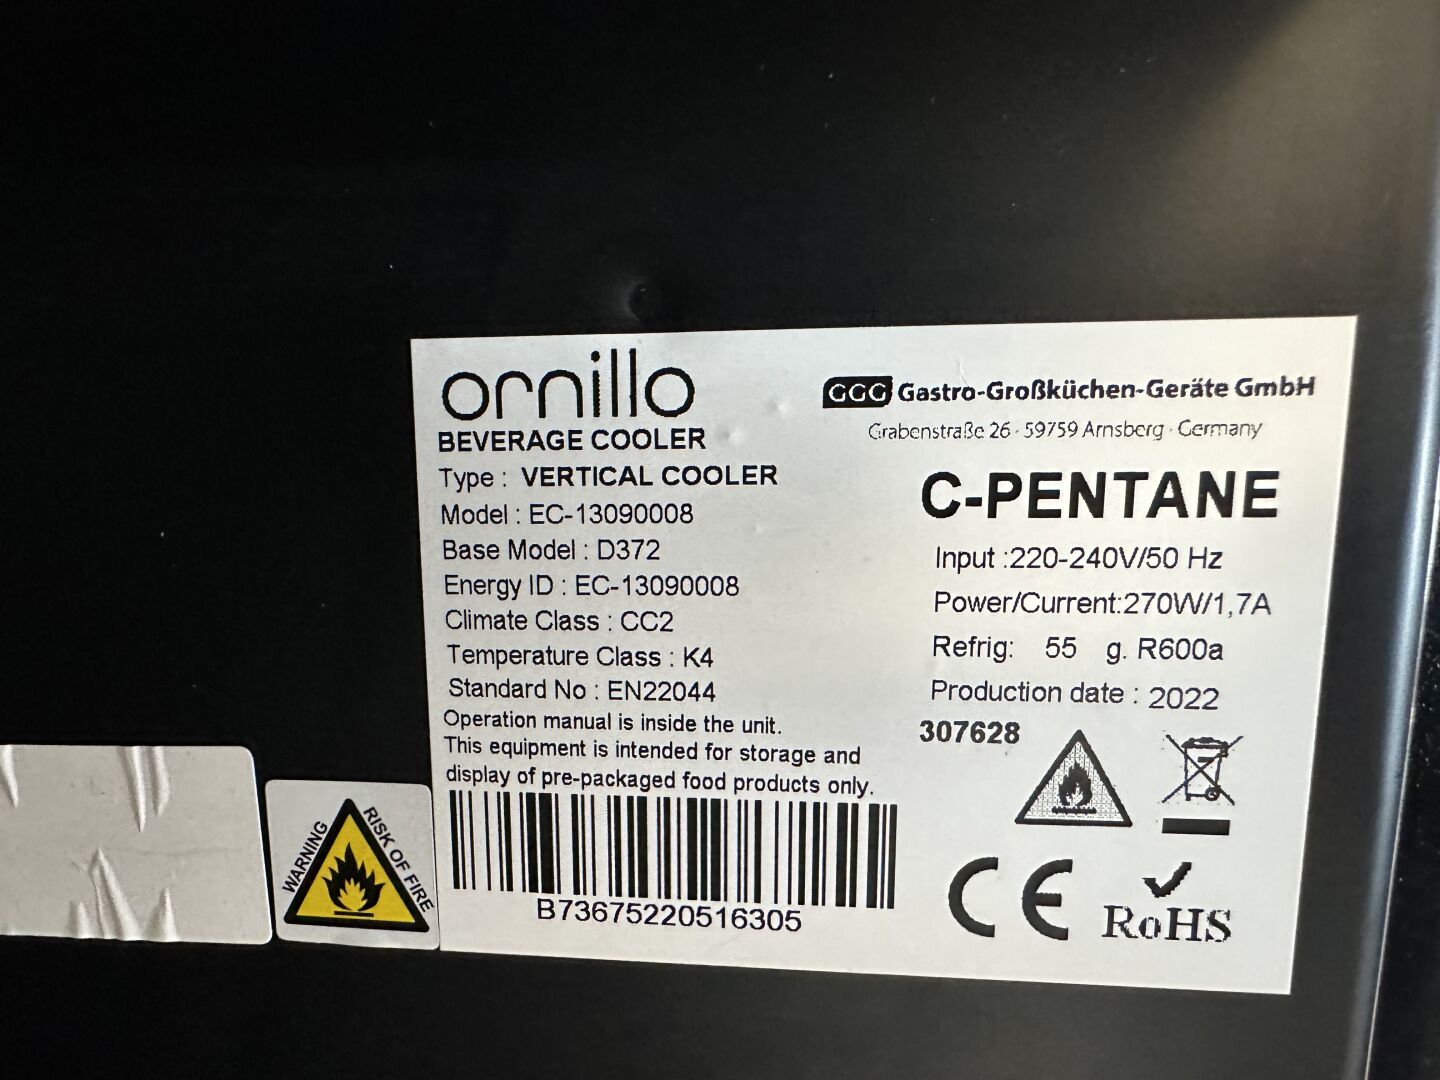 ornillo
BEVERAGE COOLER
Type : VERTICAL COOLER
Model : EC-13090008
Base Model : D372
Energy ID : EC-13090008
Climate Class : CC2
Temperature Class : K4
Standard No : EN22044
Operation manual is inside the unit.
This equipment is intended for storage and
display of pre-packaged food products only.
B73675220516305
GGG Gastro-Großküchen-Geräte GmbH
Grabenstraße 26 · 59759 Arnsberg · Germany
C-PENTANE
Input :220-240V/50 Hz
Power/Current:270W/1,7A
Refrig: 55 g. R600a
Production date : 2022
307628
CE
RoHS
WARNING
RISK OF FIRE